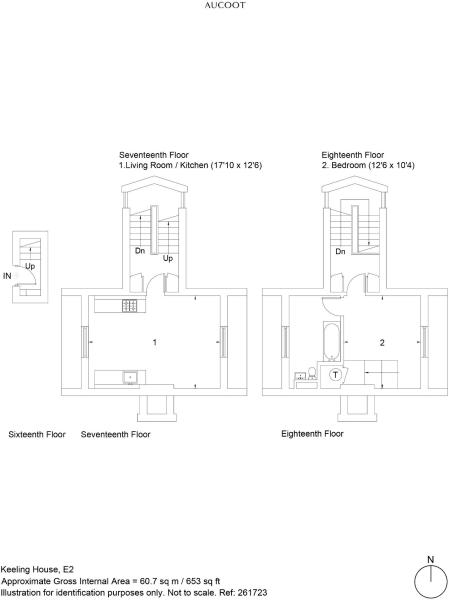 AUCOOT
Seventeenth Floor
1.Living Room / Kitchen (17'10 x 12'6)
Eighteenth Floor
2. Bedroom (12'6 x 10'4)
Dn
Up
Dn
Up
IN
1
2
T
Sixteenth Floor
Seventeenth Floor
Eighteenth Floor
Keeling House, E2
Approximate Gross Internal Area = 60.7 sq m / 653 sq ft
Illustration for identification purposes only. Not to scale. Ref: 261723
N